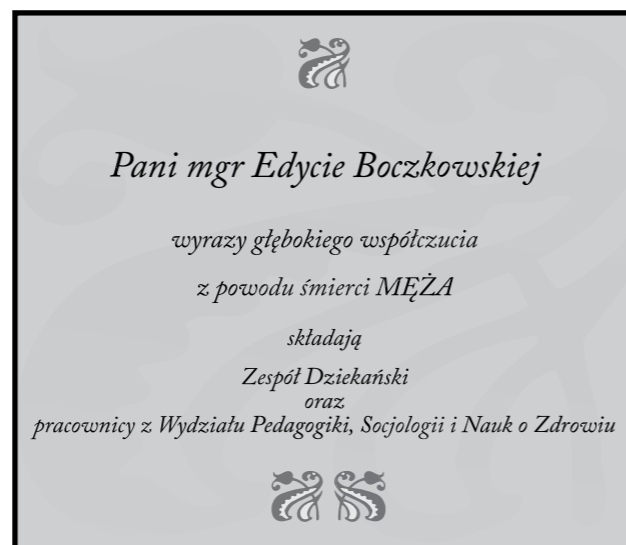 Pani mgr Edycie Boczkowskiej
wyrazy głębokiego współczucia
z powodu śmierci MĘŻA
składają
Zespół Dziekański
oraz
pracownicy z Wydziału Pedagogiki, Socjologii i Nauk o Zdrowiu